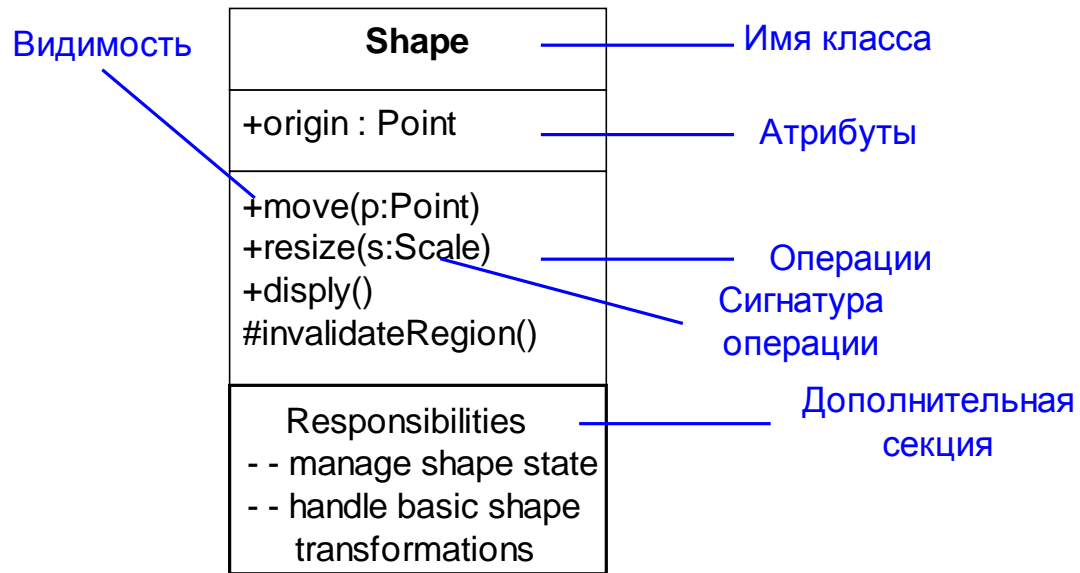 Видимость
Shape
Имя класса
+origin : Point
Атрибуты
+move(p:Point)
+resize(s:Scale)
+disply()
#invalidateRegion()
Операции
Сигнатура
операции
Responsibilities
- - manage shape state
- - handle basic shape
transformations
Дополнительная
секция